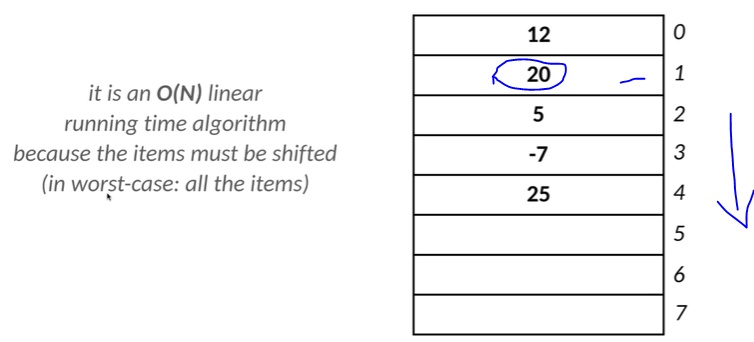 it is an O(N) linear
running time algorithm
because the items must be shifted
(in worst-case: all the items)
12 0
20 1
5 2
-7 3
25 4
5
6
7